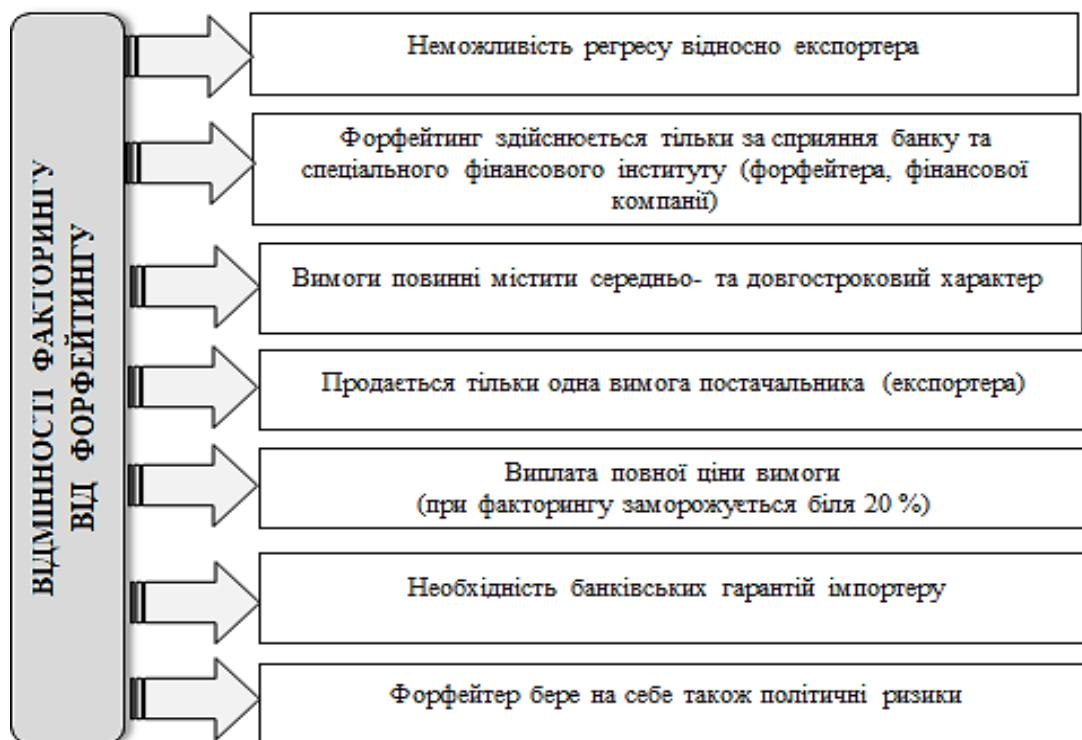 ВІДМІННОСТІ ФАКТОРИНГУ
ВІД ФОРФЕЙТИНГУ
Неможливість регресу відносно експортера
Форфейтинг здійснюється тільки за сприяння банку та
спеціального фінансового інституту (форфейтера, фінансової
компанії)
Вимоги повинні містити середньо- та довгостроковий характер
Продається тільки одна вимога постачальника (експортера)
Виплата повної ціни вимоги
(при факторингу заморожується біля 20 %)
Необхідність банківських гарантій імпортеру
Форфейтер бере на себе також політичні ризики